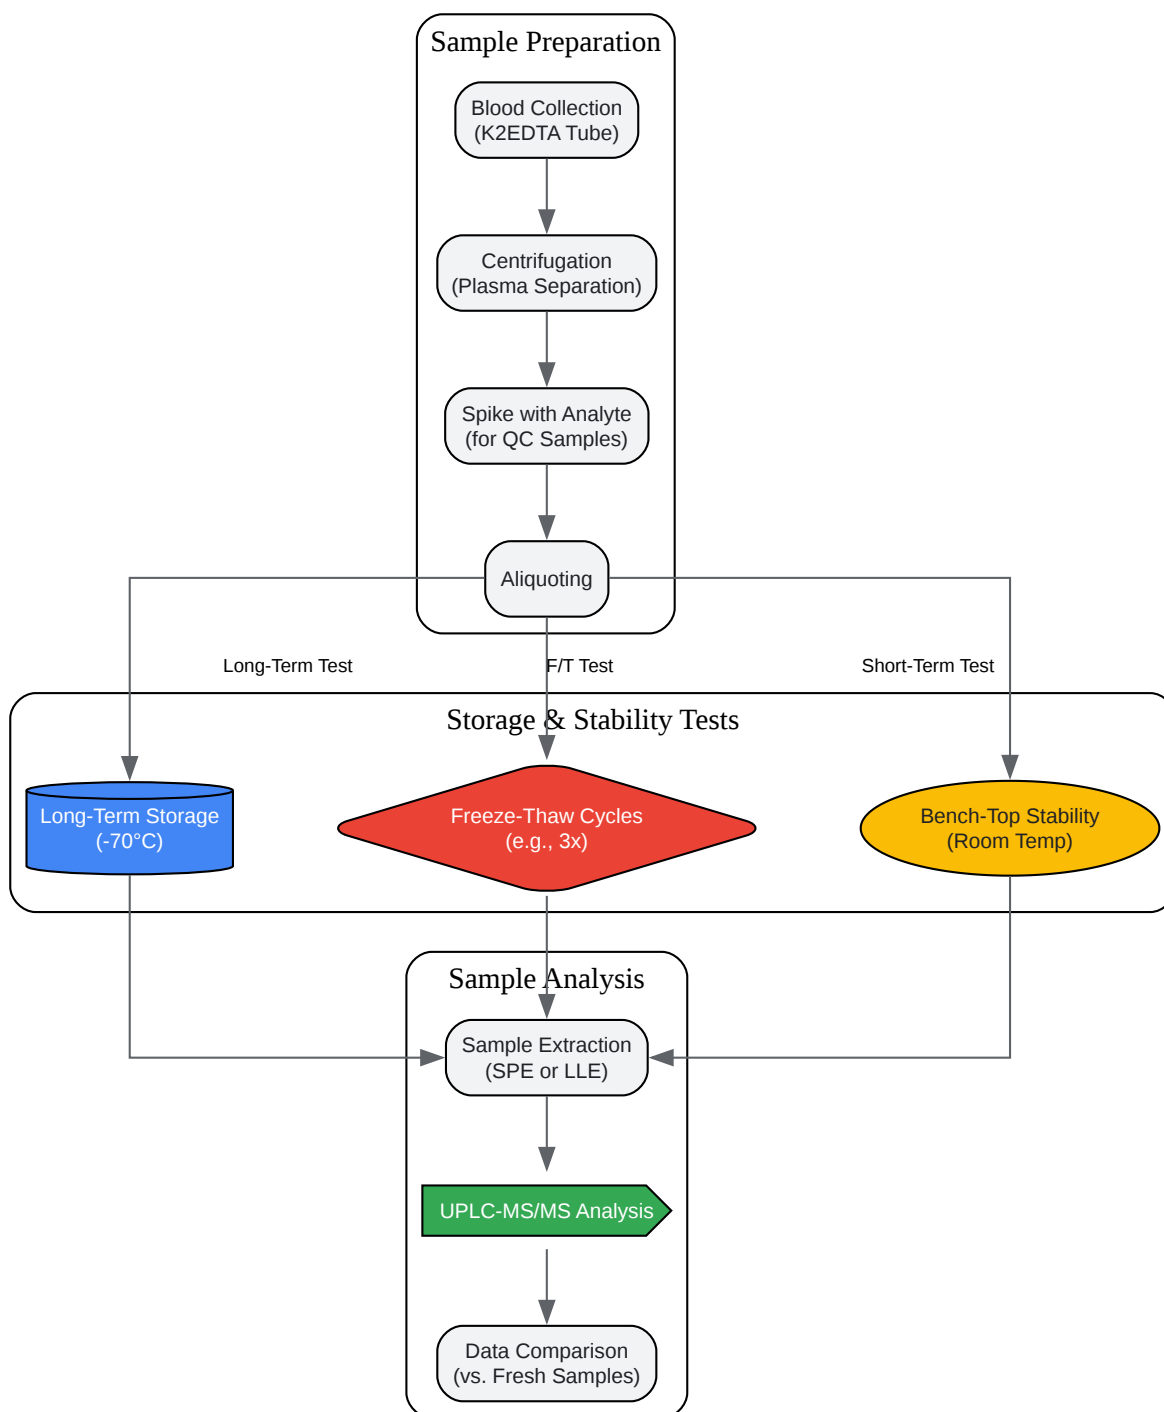 Sample Preparation
Blood Collection
(K2EDTA Tube)
Centrifugation
(Plasma Separation)
Spike with Analyte
(for QC Samples)
Aliquoting
Long-Term Test
F/T Test
Short-Term Test
Storage & Stability Tests
Long-Term Storage
(-70°C)
Freeze-Thaw Cycles
(e.g., 3x)
Bench-Top Stability
(Room Temp)
Sample Analysis
Sample Extraction
(SPE or LLE)
UPLC-MS/MS Analysis
Data Comparison
(vs. Fresh Samples)